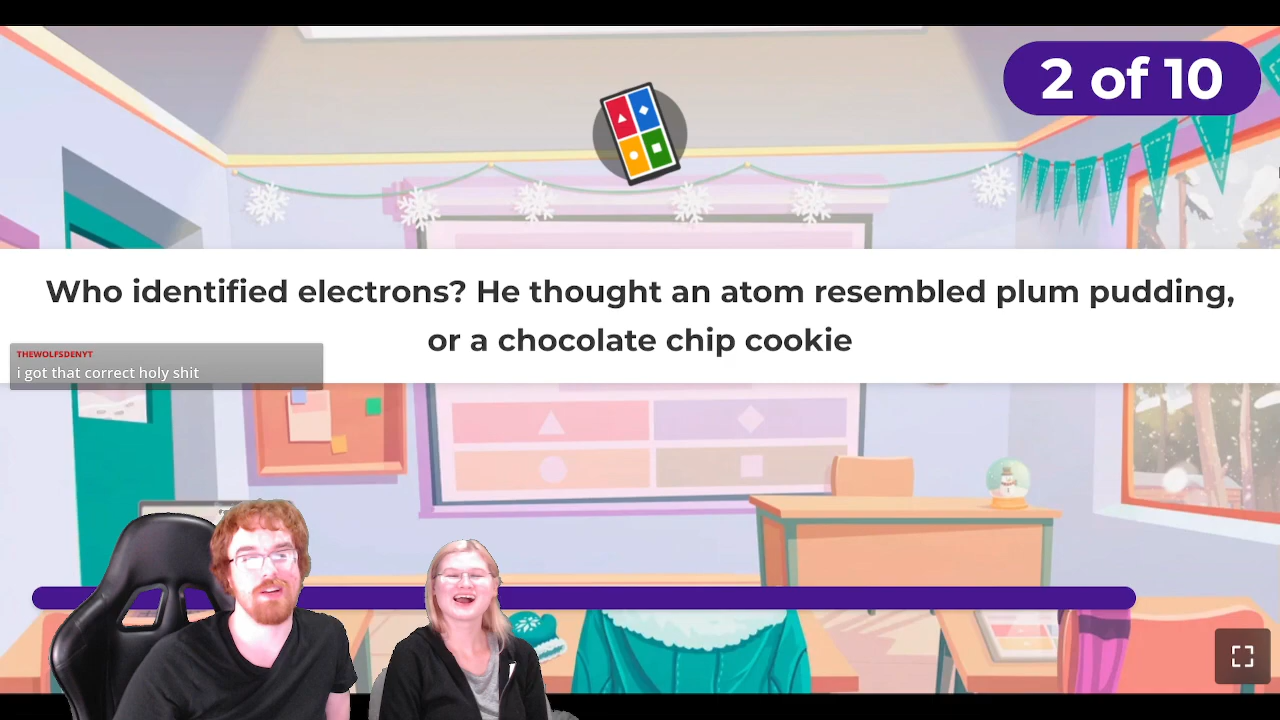 2 of 10
Who identified electrons? He thought an atom resembled plum pudding,
or a chocolate chip cookie
THEWOLFSDENYT
i got that correct holy shit